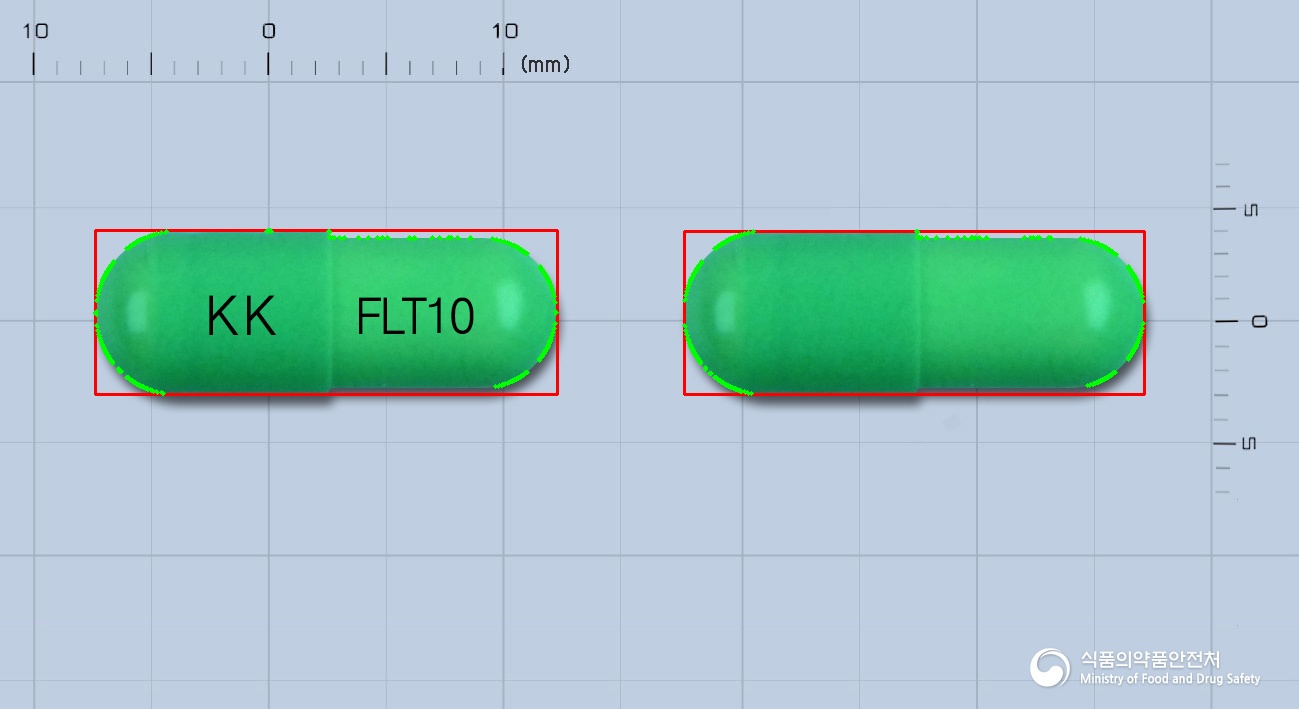 10 0 10
(mm)
5
0
5
KK FLT10
식품의약품안전처
Ministry of Food and Drug Safety